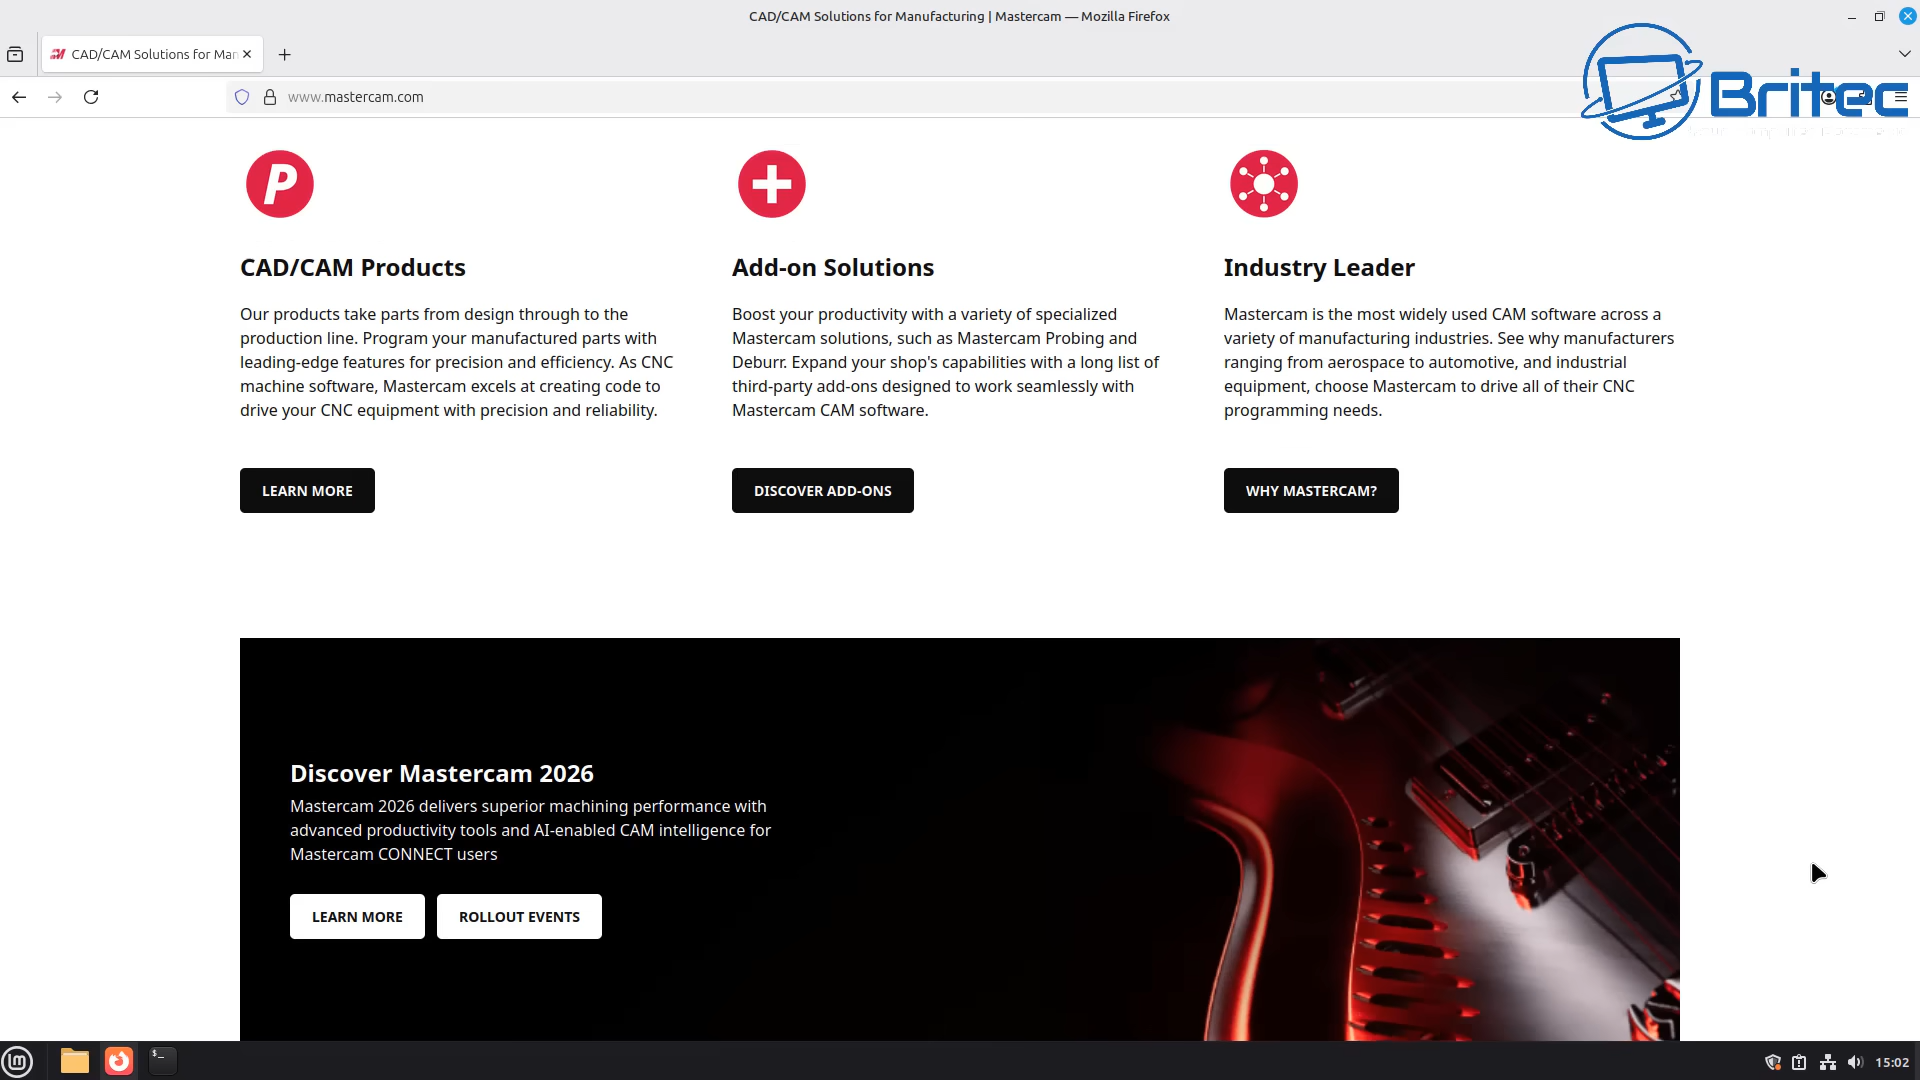 CAD/CAM Solutions for Manufacturing | Mastercam — Mozilla Firefox
CAD/CAM Solutions for Man
www.mastercam.com
Britec
P
CAD/CAM Products
Our products take parts from design through to the
production line. Program your manufactured parts with
leading-edge features for precision and efficiency. As CNC
machine software, Mastercam excels at creating code to
drive your CNC equipment with precision and reliability.
LEARN MORE
Add-on Solutions
Boost your productivity with a variety of specialized
Mastercam solutions, such as Mastercam Probing and
Deburr. Expand your shop's capabilities with a long list of
third-party add-ons designed to work seamlessly with
Mastercam CAM software.
DISCOVER ADD-ONS
Industry Leader
Mastercam is the most widely used CAM software across a
variety of manufacturing industries. See why manufacturers
ranging from aerospace to automotive, and industrial
equipment, choose Mastercam to drive all of their CNC
programming needs.
WHY MASTERCAM?
Discover Mastercam 2026
Mastercam 2026 delivers superior machining performance with
advanced productivity tools and AI-enabled CAM intelligence for
Mastercam CONNECT users
LEARN MORE
ROLLOUT EVENTS
15:02